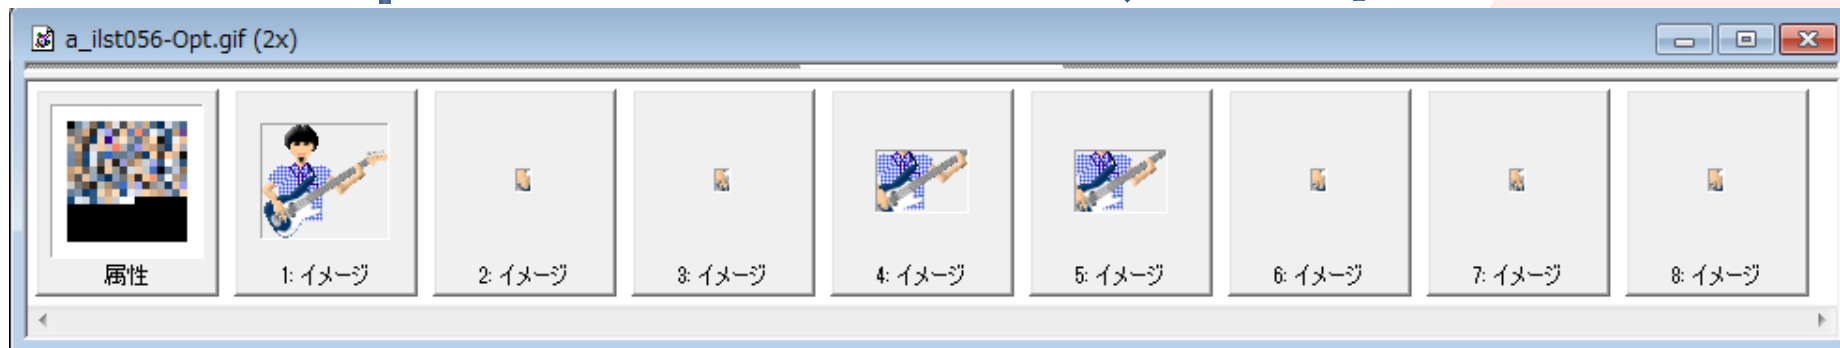 a_ilst056-Opt.gif (2x)
属性
1: イメージ
2: イメージ
3: イメージ
4: イメージ
5: イメージ
6: イメージ
7: イメージ
8: イメージ